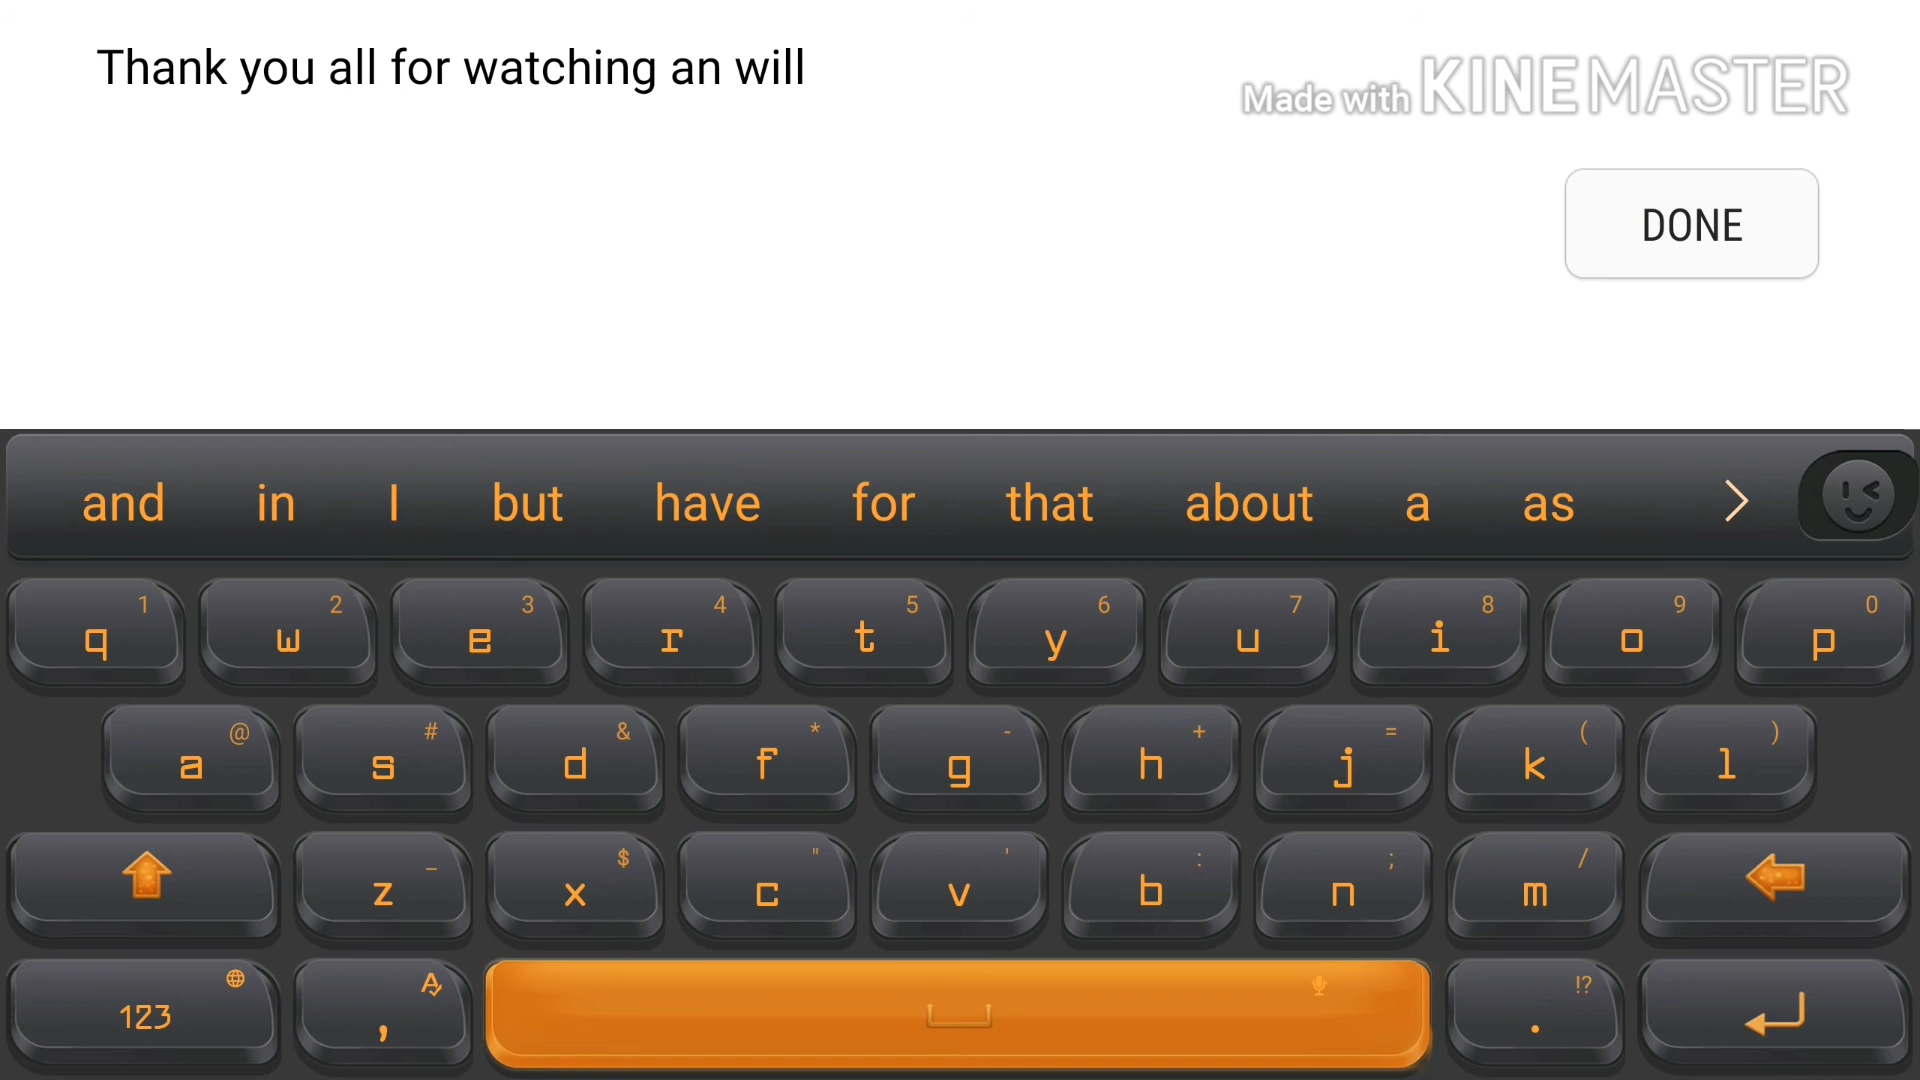 Thank you all for watching an will
Made with KINEMASTER
DONE
and in I but have for that about a as >
1 2 3 4 5 6 7 8 9 0
q w e r t y u i o p
@ # & * - + = ( )
a s d f g h j k l
_ $ " ' : ; /
z x c v b n m
!?
123 , .